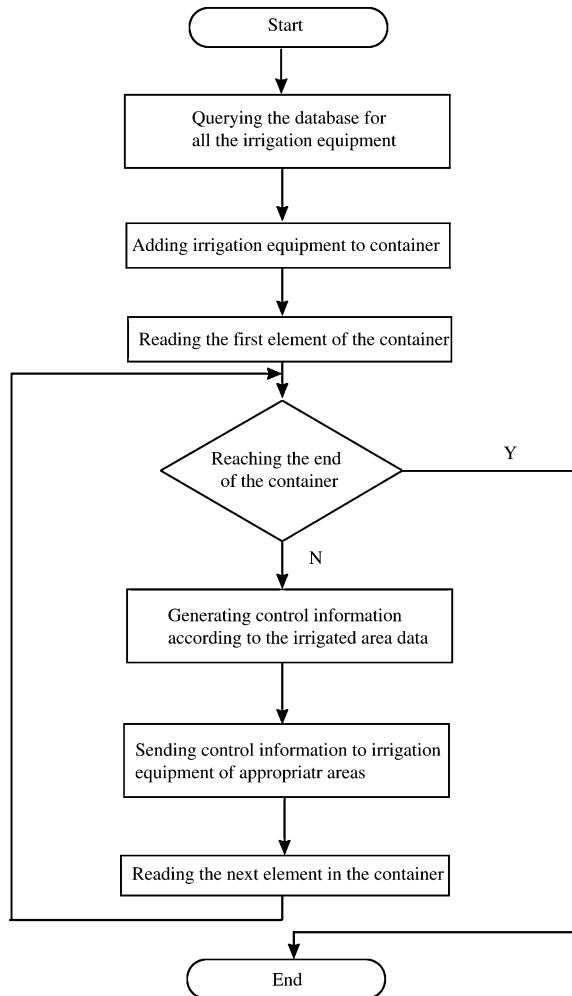 Start
Querying the database for
all the irrigation equipment
Adding irrigation equipment to container
Reading the first element of the container
Reaching the end
of the container
Y
N
Generating control information
according to the irrigated area data
Sending control information to irrigation
equipment of appropriatr areas
Reading the next element in the container
End